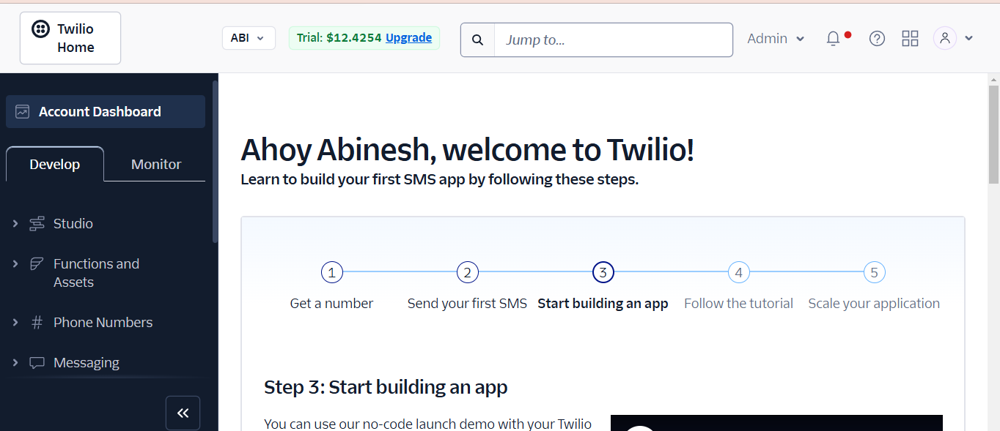 Twilio
Home
ABI
Trial: $12.4254 Upgrade
Jump to...
Admin
Account Dashboard
Develop
Monitor
Studio
Functions and
Assets
Phone Numbers
Messaging
Ahoy Abinesh, welcome to Twilio!
Learn to build your first SMS app by following these steps.
1 2 3 4 5
Get a number Send your first SMS Start building an app Follow the tutorial Scale your application
Step 3: Start building an app
You can use our no-code launch demo with your Twilio